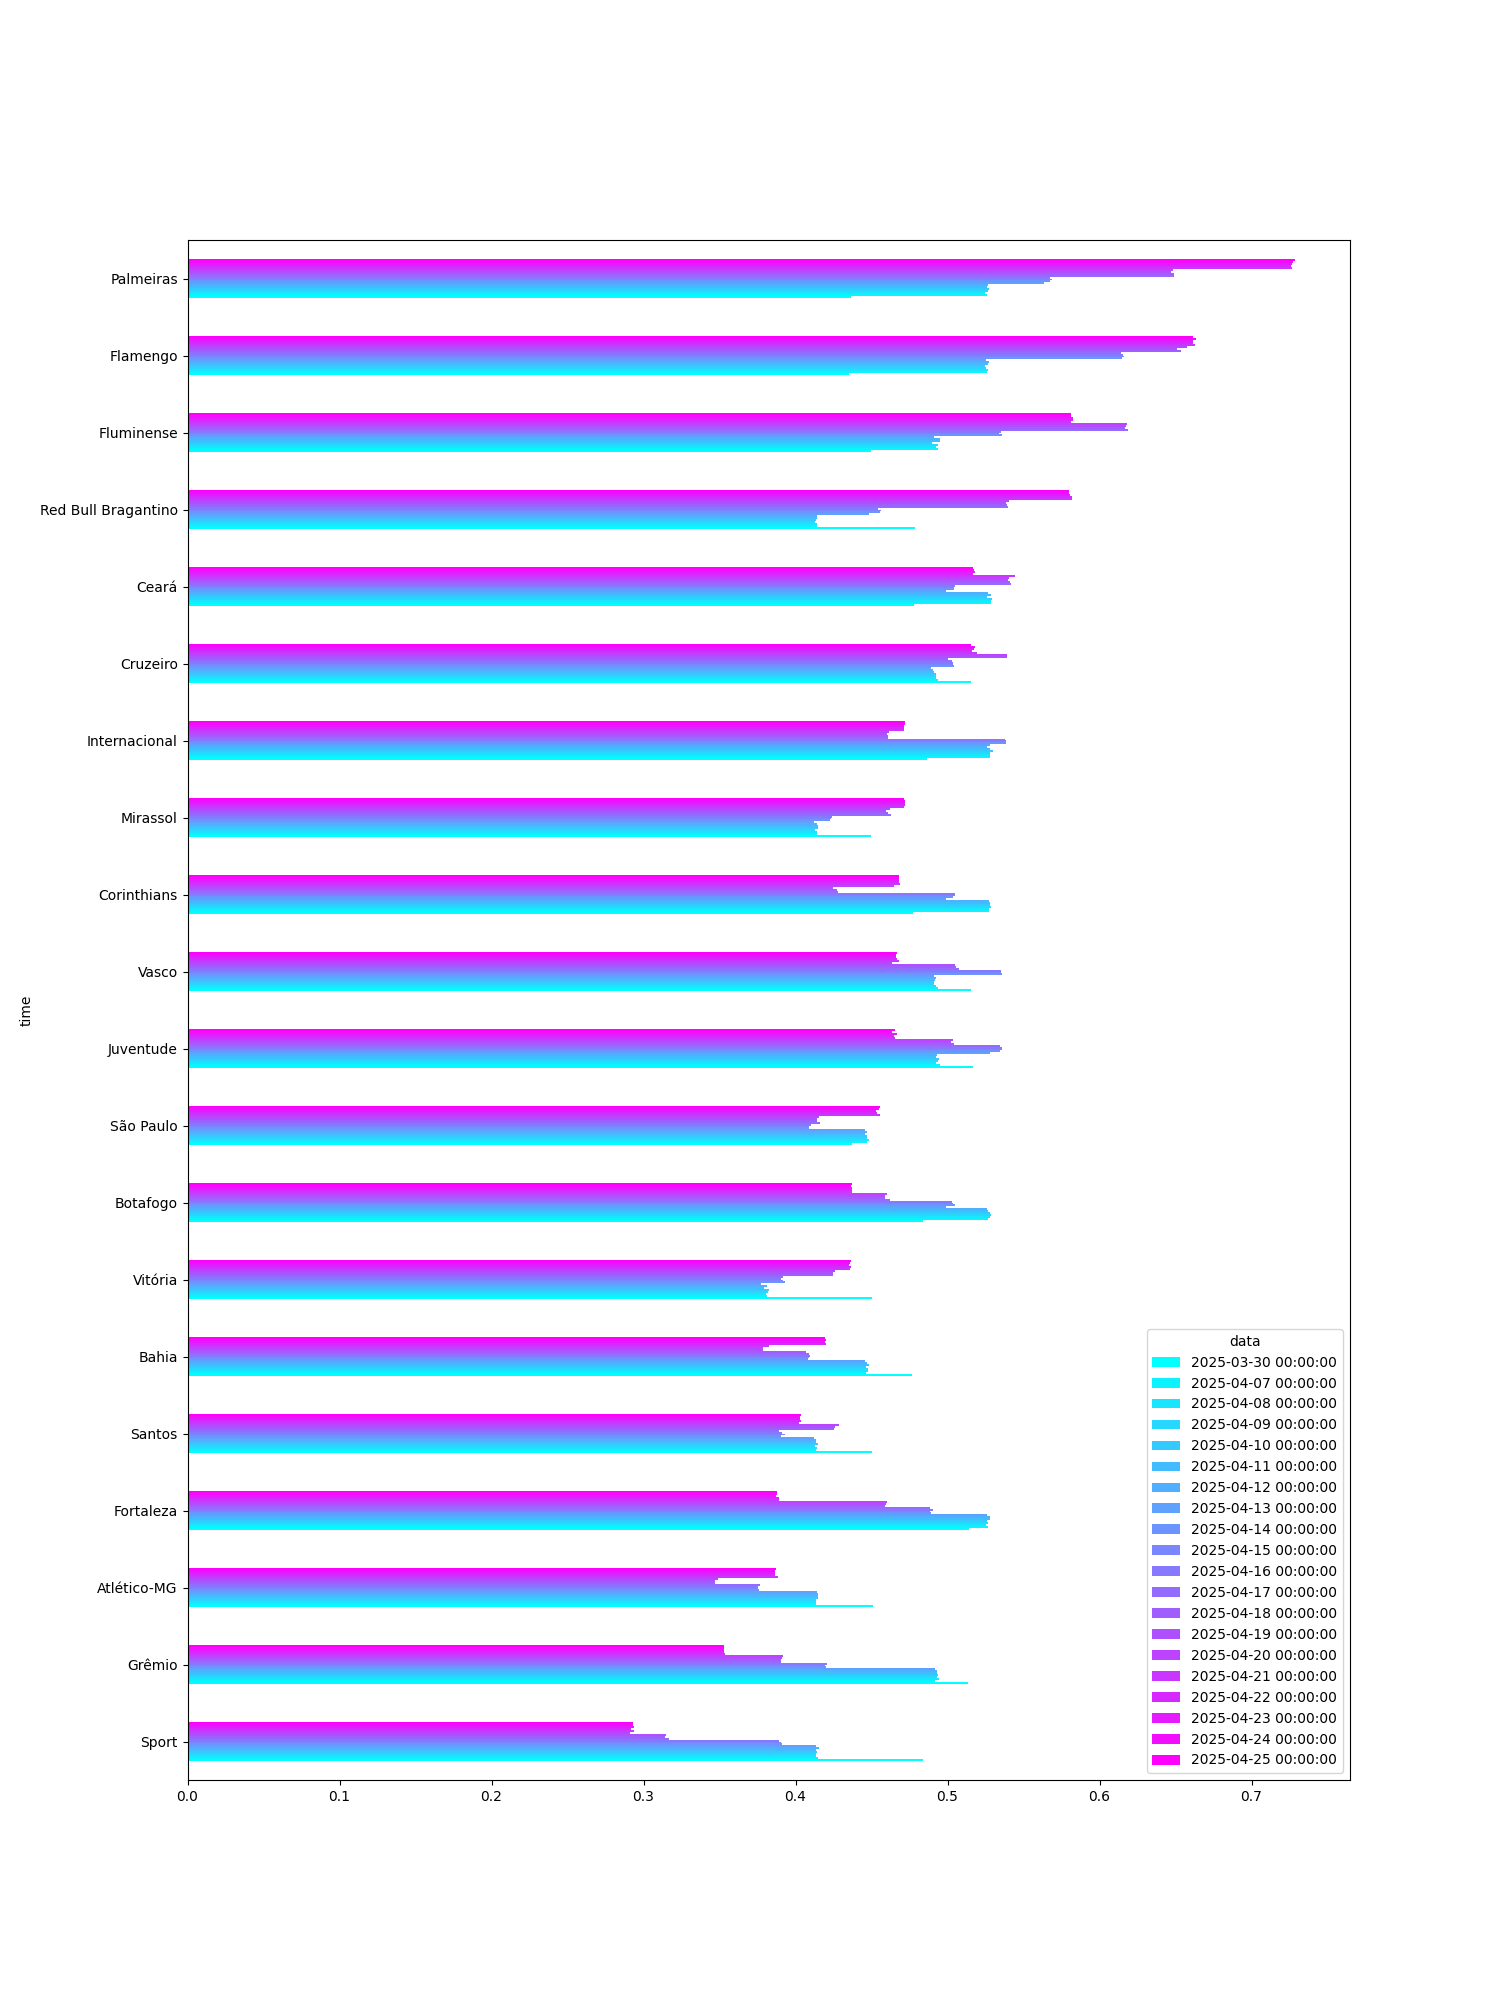 Palmeiras
Flamengo
Fluminense
Red Bull Bragantino
Ceará
Cruzeiro
Internacional
Mirassol
Corinthians
Vasco
time
Juventude
São Paulo
Botafogo
Vitória
Bahia
Santos
Fortaleza
Atlético-MG
Grêmio
Sport
data
2025-03-30 00:00:00
2025-04-07 00:00:00
2025-04-08 00:00:00
2025-04-09 00:00:00
2025-04-10 00:00:00
2025-04-11 00:00:00
2025-04-12 00:00:00
2025-04-13 00:00:00
2025-04-14 00:00:00
2025-04-15 00:00:00
2025-04-16 00:00:00
2025-04-17 00:00:00
2025-04-18 00:00:00
2025-04-19 00:00:00
2025-04-20 00:00:00
2025-04-21 00:00:00
2025-04-22 00:00:00
2025-04-23 00:00:00
2025-04-24 00:00:00
2025-04-25 00:00:00
0.0 0.1 0.2 0.3 0.4 0.5 0.6 0.7